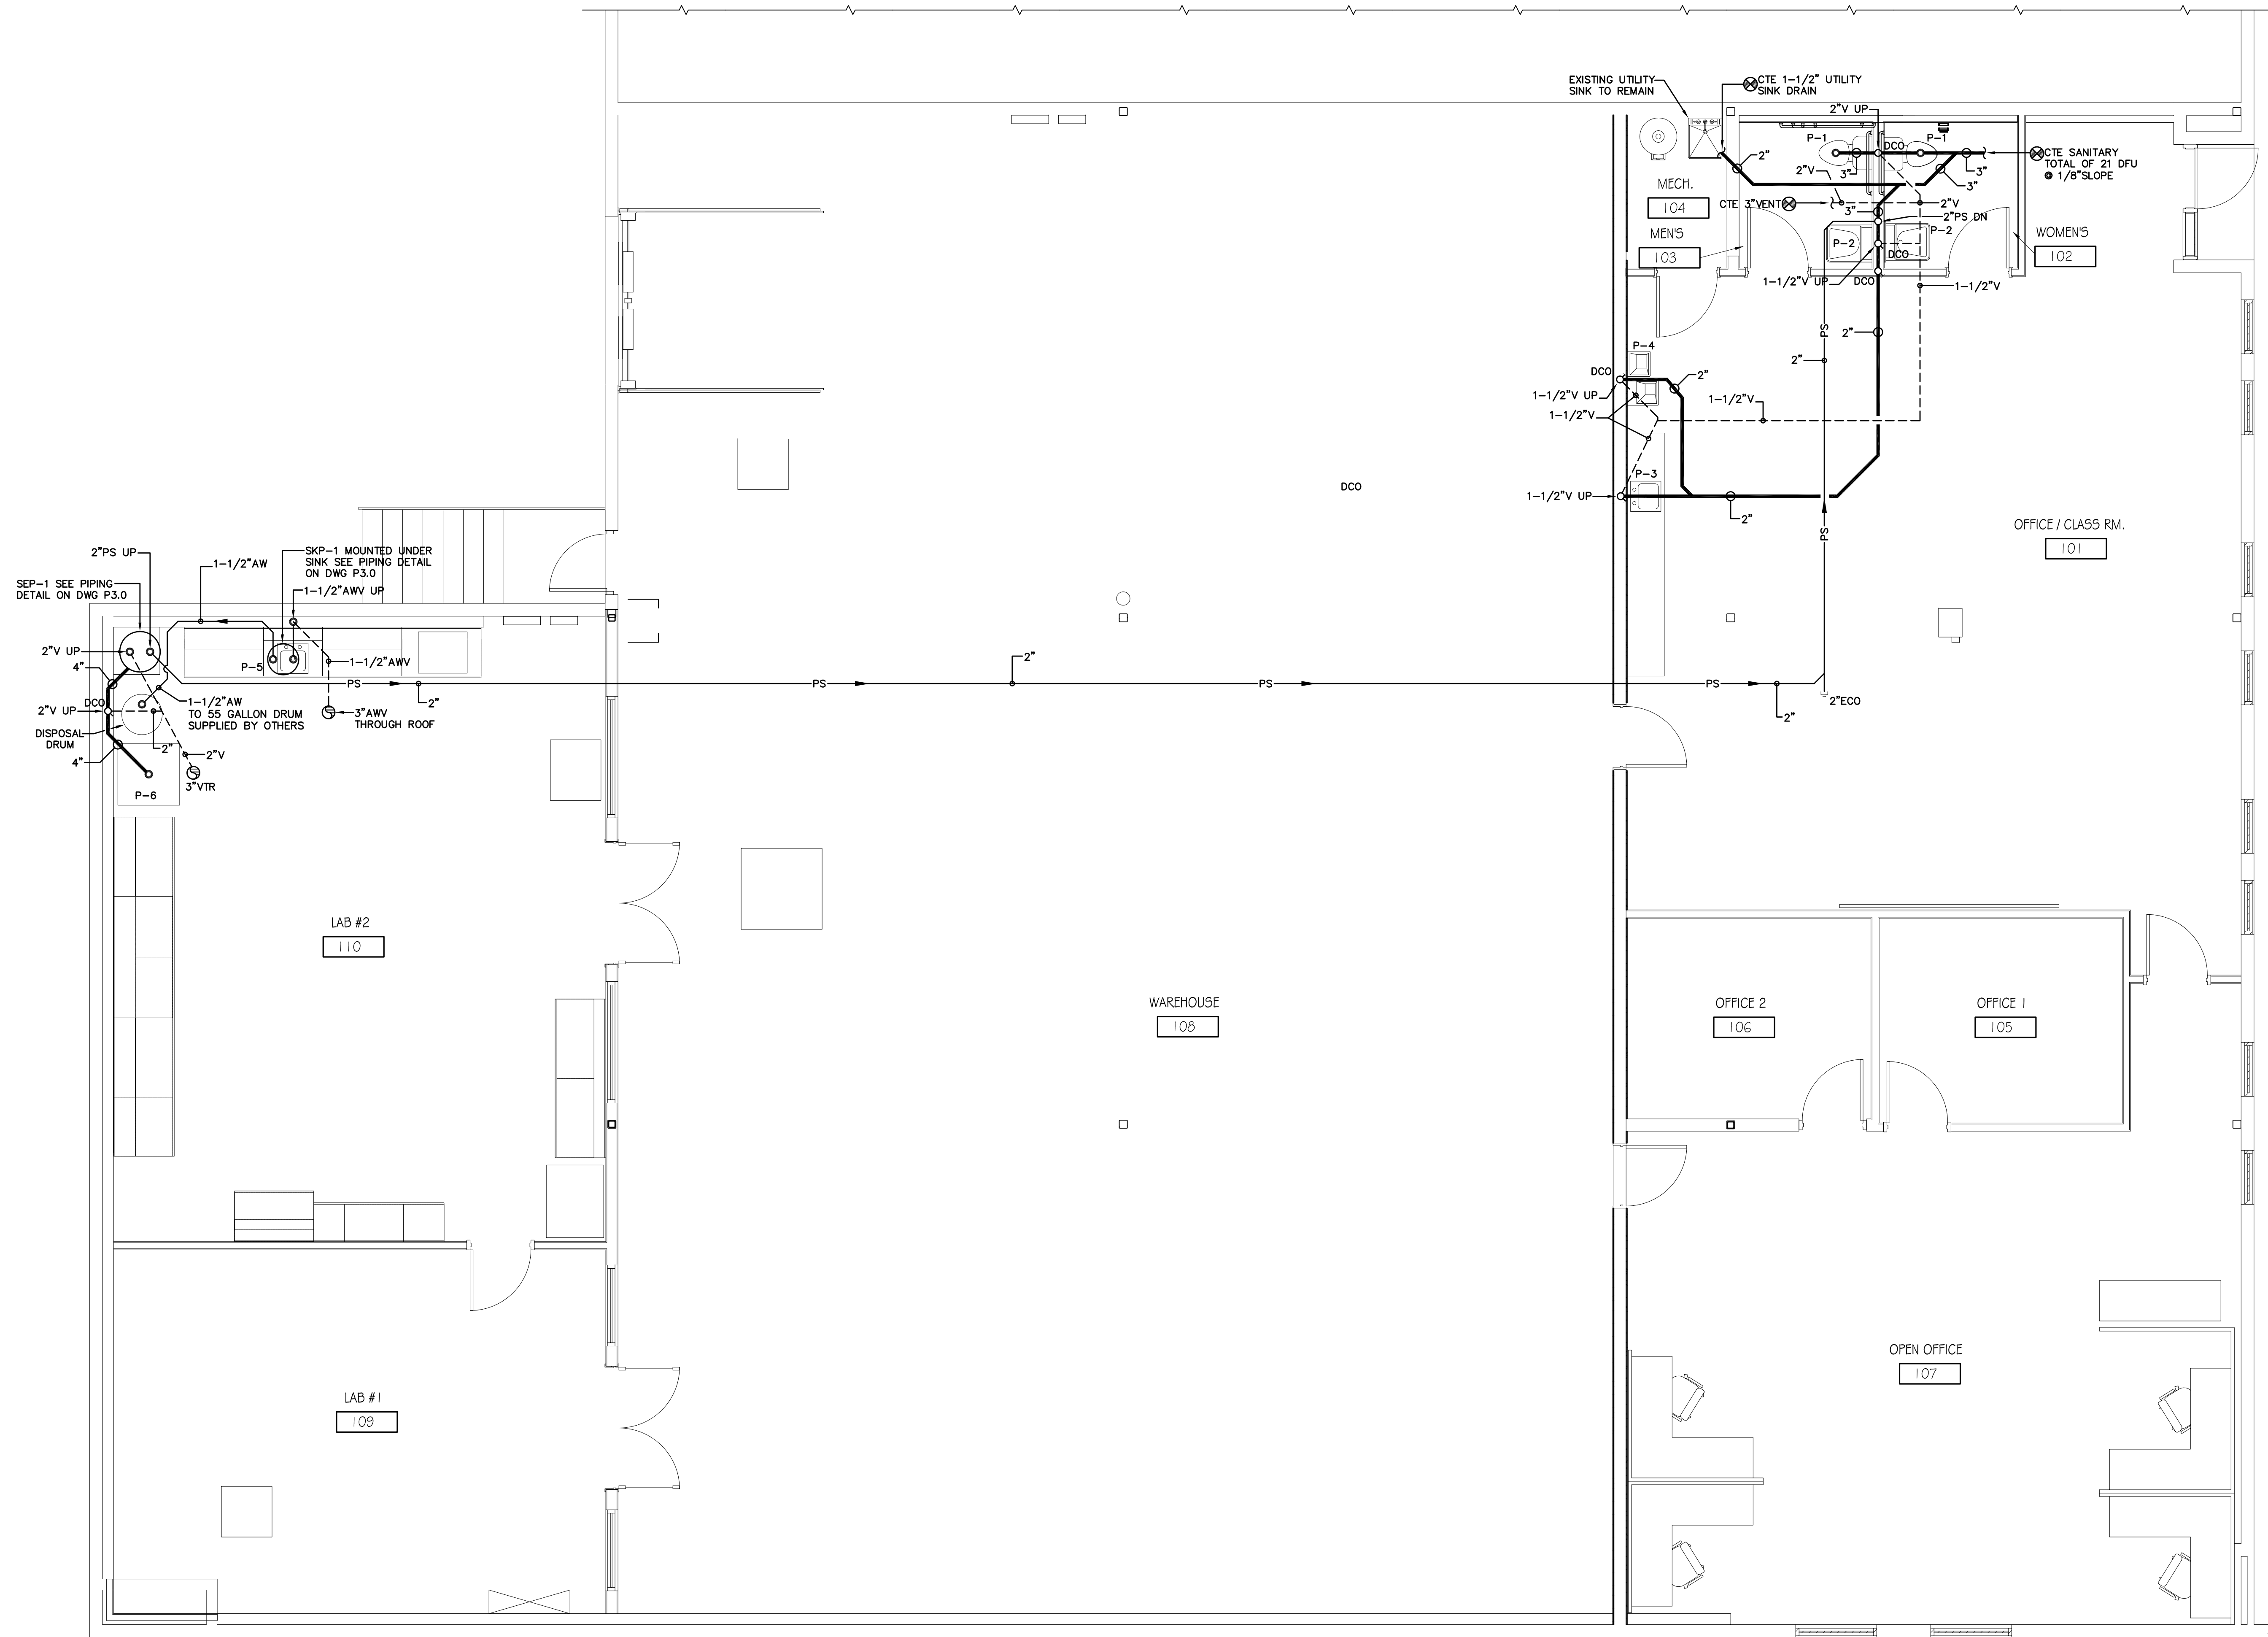 EXISTING UTILITY
SINK TO REMAIN
CTE 1-1/2" UTILITY
SINK DRAIN
2"V UP
P-1
DCO
P-1
CTE SANITARY
TOTAL OF 21 DFU
@ 1/8"SLOPE
2"
2"V
3"
3"
3"
MECH.
104
CTE 3"VENT
3"
2"V
2"PS DN
MEN'S
103
P-2
P-2
WOMEN'S
102
DCO
1-1/2"V UP
DCO
1-1/2"V
PS
2"
2"
P-4
DCO
2"
1-1/2"V UP
1-1/2"V
1-1/2"V
P-3
1-1/2"V UP
2"
DCO
PS
OFFICE / CLASS RM.
101
2"PS UP
1-1/2"AW
SKP-1 MOUNTED UNDER
SINK SEE PIPING DETAIL
ON DWG P3.0
SEP-1 SEE PIPING
DETAIL ON DWG P3.0
1-1/2"AWV UP
2"V UP
4"
P-5
1-1/2"AWV
PS
2"
PS
2"
PS
PS
2"
2"ECO
DCO
2"V UP
1-1/2"AW
TO 55 GALLON DRUM
SUPPLIED BY OTHERS
3"AWV
THROUGH ROOF
DISPOSAL
DRUM
2"
2"V
4"
3"VTR
P-6
LAB #2
110
WAREHOUSE
108
OFFICE 2
106
OFFICE 1
105
OPEN OFFICE
107
LAB #1
109